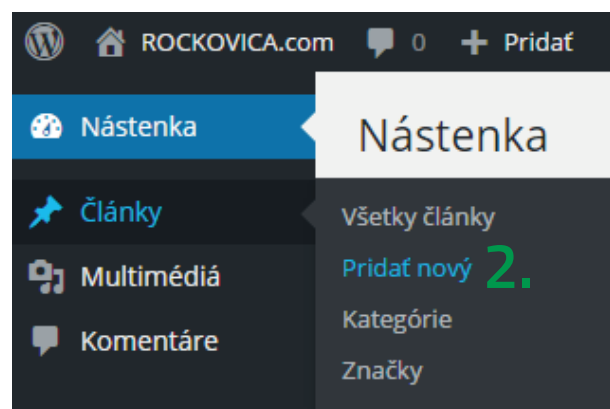 ROCKOVICA.com 0 + Pridať
Nástenka
Nástenka
Články
Multimédiá
Komentáre
Všetky články
Pridať nový 2.
Kategórie
Značky